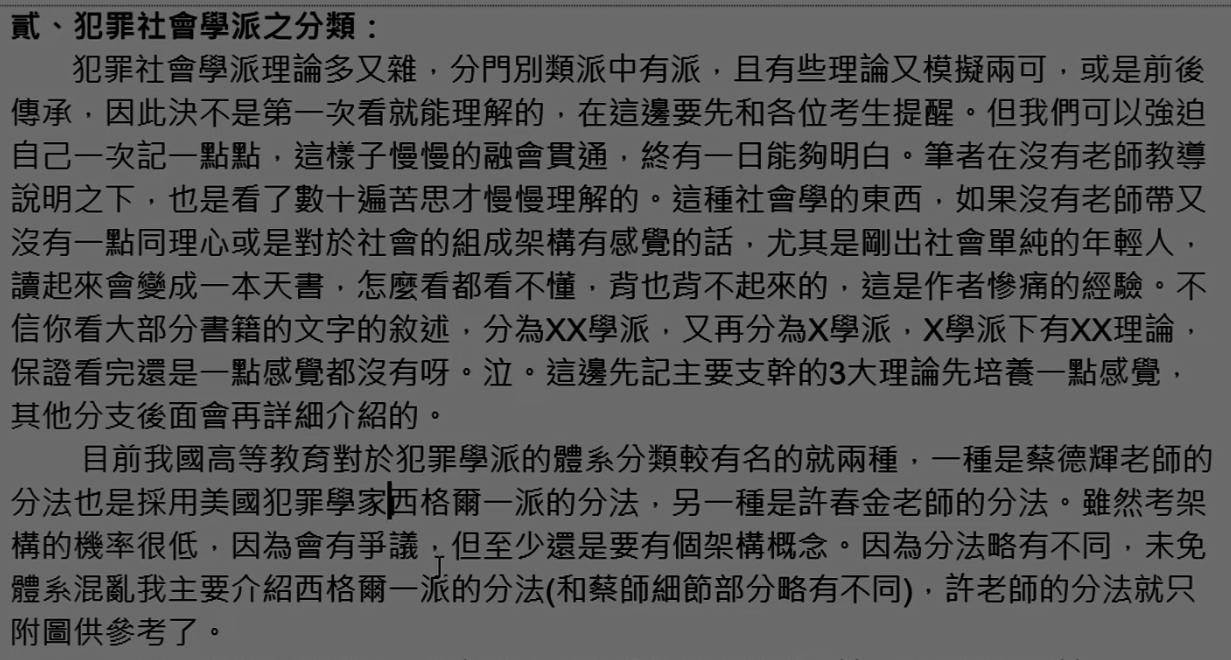 貳、犯罪社會學派之分類：
犯罪社會學派理論多又雜，分門別類派中有派，且有些理論又模擬兩可，或是前後
傳承，因此決不是第一次看就能理解的，在這邊要先和各位考生提醒。但我們可以強迫
自己一次記一點點，這樣子慢慢的融會貫通，終有一日能夠明白。筆者在沒有老師教導
說明之下，也是看了數十遍苦思才慢慢理解的。這種社會學的東西，如果沒有老師帶又
沒有一點同理心或是對於社會的組成架構有感覺的話，尤其是剛出社會單純的年輕人，
讀起來會變成一本天書，怎麼看都看不懂，背也背不起來的，這是作者慘痛的經驗。不
信你看大部分書籍的文字的敘述，分為XX學派，又再分為X學派，X學派下有XX理論，
保證看完還是一點感覺都沒有呀。泣。這邊先記主要支幹的3大理論先培養一點感覺，
其他分支後面會再詳細介紹的。
目前我國高等教育對於犯罪學派的體系分類較有名的就兩種，一種是蔡德輝老師的
分法也是採用美國犯罪學家西格爾一派的分法，另一種是許春金老師的分法。雖然考架
構的機率很低，因為會有爭議，但至少還是要有個架構概念。因為分法略有不同，未免
體系混亂我主要介紹西格爾一派的分法(和蔡師細節部分略有不同)，許老師的分法就只
附圖供參考了。